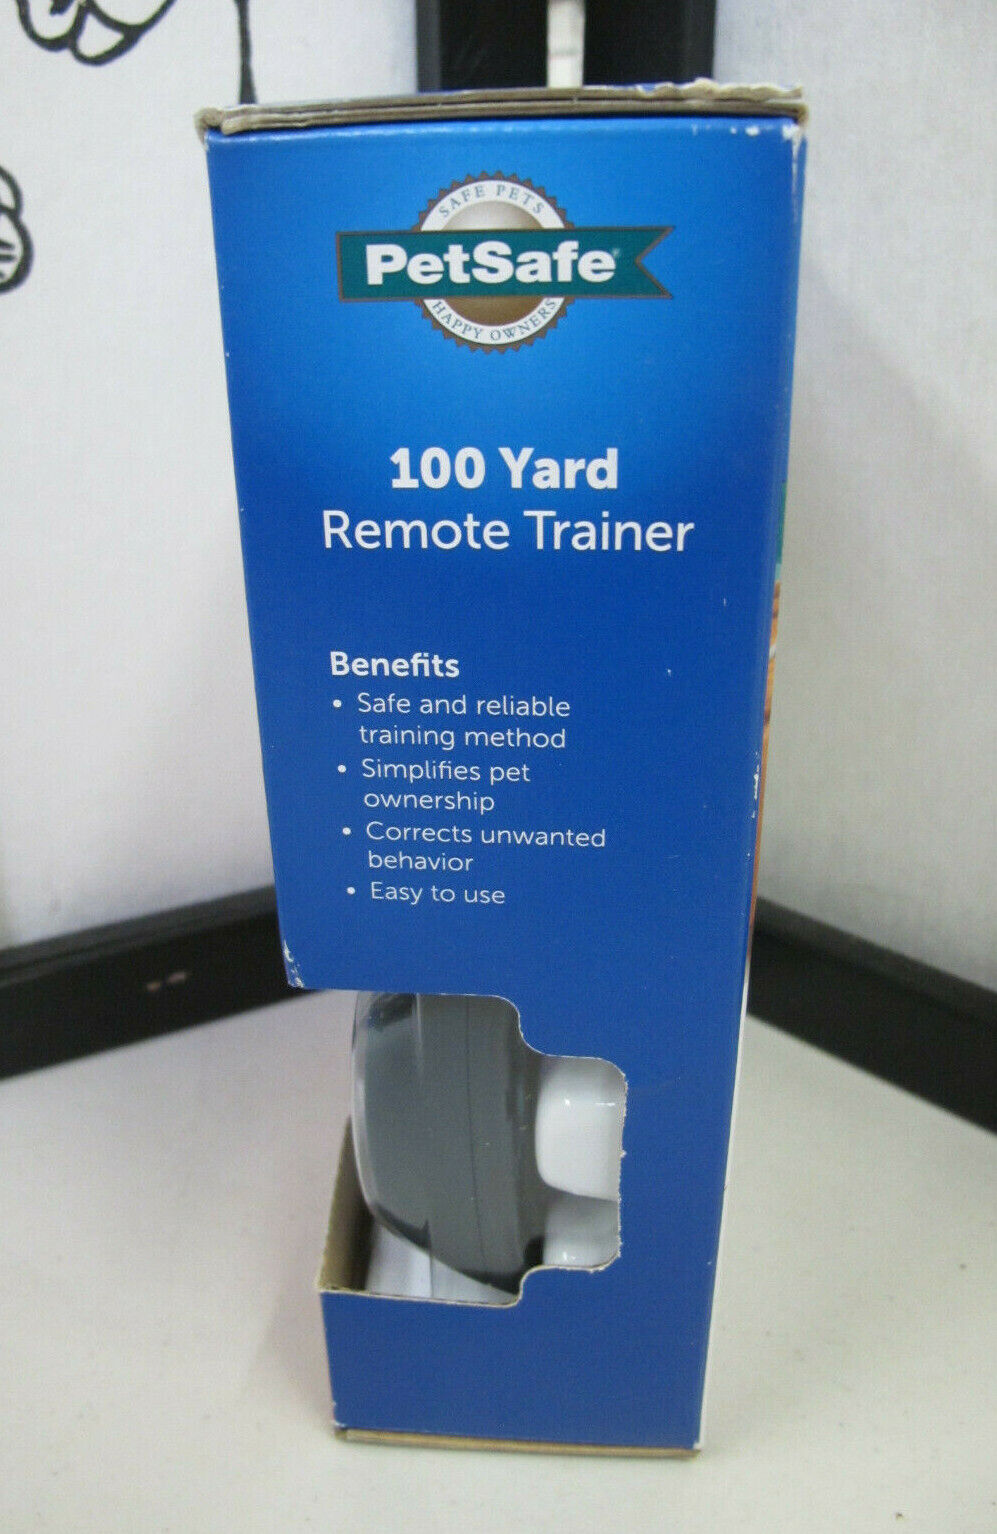 SAFE PETS
PetSafe®
HAPPY OWNERS
100 Yard
Remote Trainer
Benefits
• Safe and reliable
training method
• Simplifies pet
ownership
• Corrects unwanted
behavior
• Easy to use